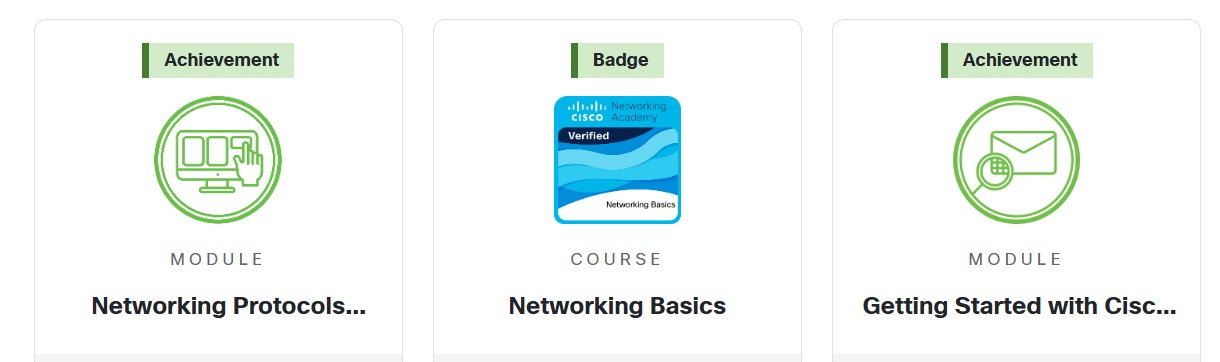 Achievement
MODULE
Networking Protocols...
Badge
CISCO
Networking
Academy
Verified
Networking Basics
COURSE
Networking Basics
Achievement
MODULE
Getting Started with Cisc...